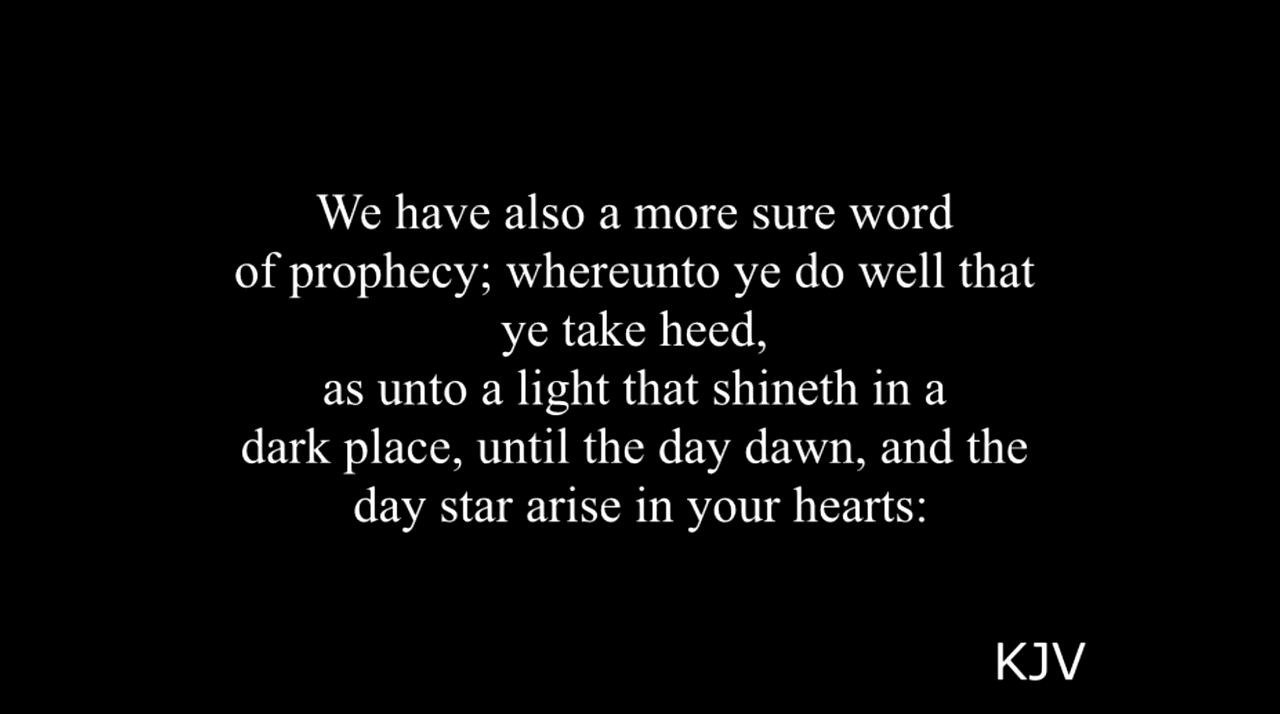 We have also a more sure word
of prophecy; whereunto ye do well that
ye take heed,
as unto a light that shineth in a
dark place, until the day dawn, and the
day star arise in your hearts:
KJV